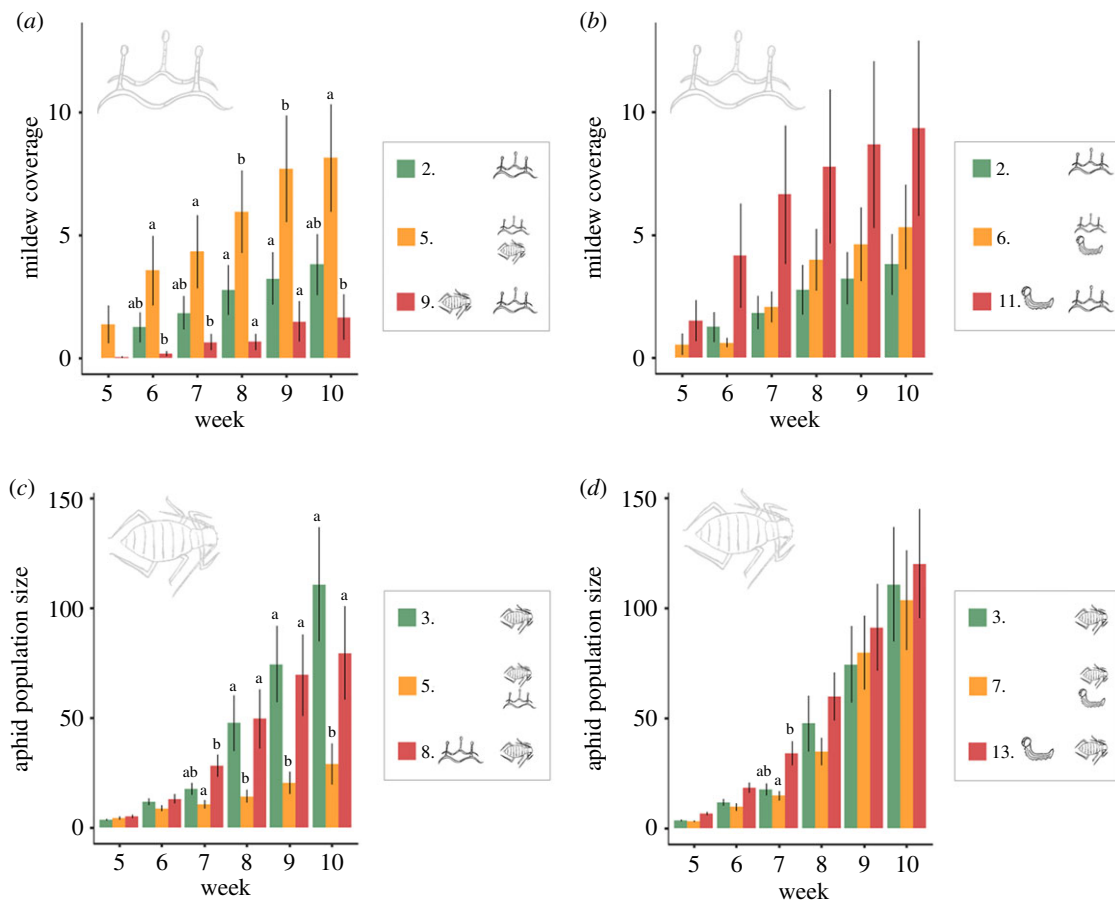 (a)
mildew coverage
10
5
0
ab
a
b
ab
a
b
a
b
a
b
a
ab
a
b
5 6 7 8 9 10
week
2.
5.
9.
(b)
mildew coverage
10
5
0
5 6 7 8 9 10
week
2.
6.
11.
(c)
aphid population size
150
100
50
0
ab
a
b
a
b
a
a
b
a
a
b
a
5 6 7 8 9 10
week
3.
5.
8.
(d)
aphid population size
150
100
50
0
ab
a
b
5 6 7 8 9 10
week
3.
7.
13.